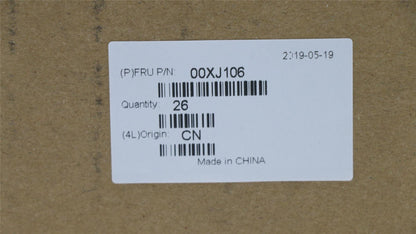 2019-05-19
(P)FRU P/N: 00XJ106
Quantity: 26
(4L)Origin: CN
Made in CHINA